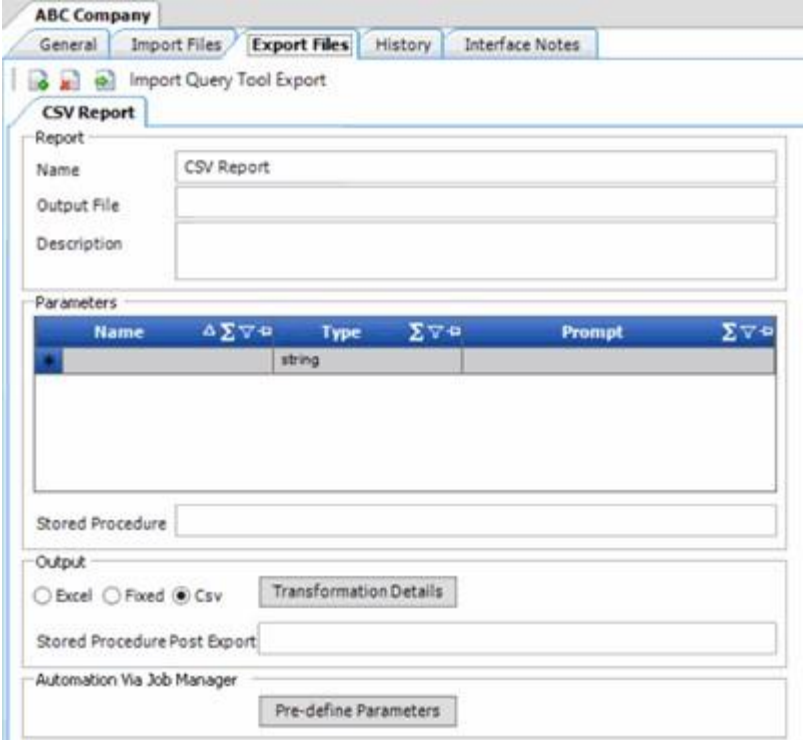 ABC Company
General Import Files Export Files History Interface Notes
Import Query Tool Export
CSV Report
Report
Name CSV Report
Output File
Description
Parameters
Name Type Prompt
string
Stored Procedure
Output
Excel Fixed Csv Transformation Details
Stored Procedure Post Export
Automation Via Job Manager
Pre-define Parameters